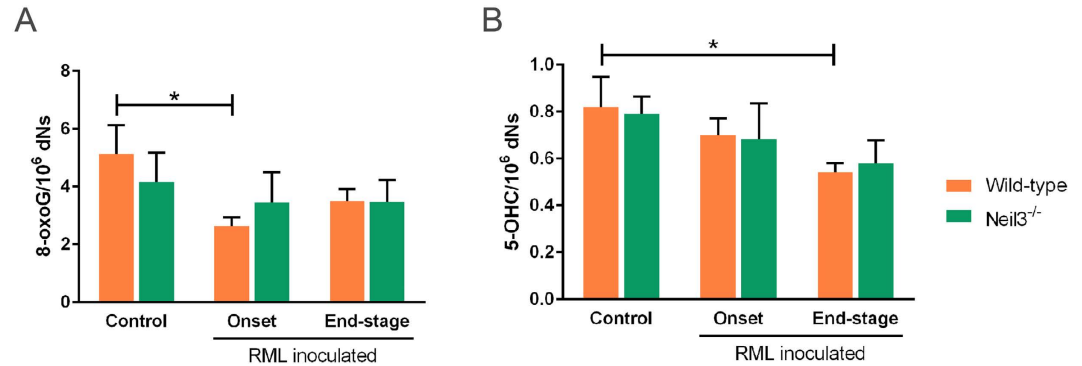 A
8-oxoG/10⁶ dNs
8
6
4
2
0
*
Control
Onset
End-stage
RML inoculated
B
5-OHC/10⁶ dNs
1.0
0.8
0.6
0.4
0.2
0.0
*
Control
Onset
End-stage
RML inoculated
Wild-type
Neil3⁻/⁻